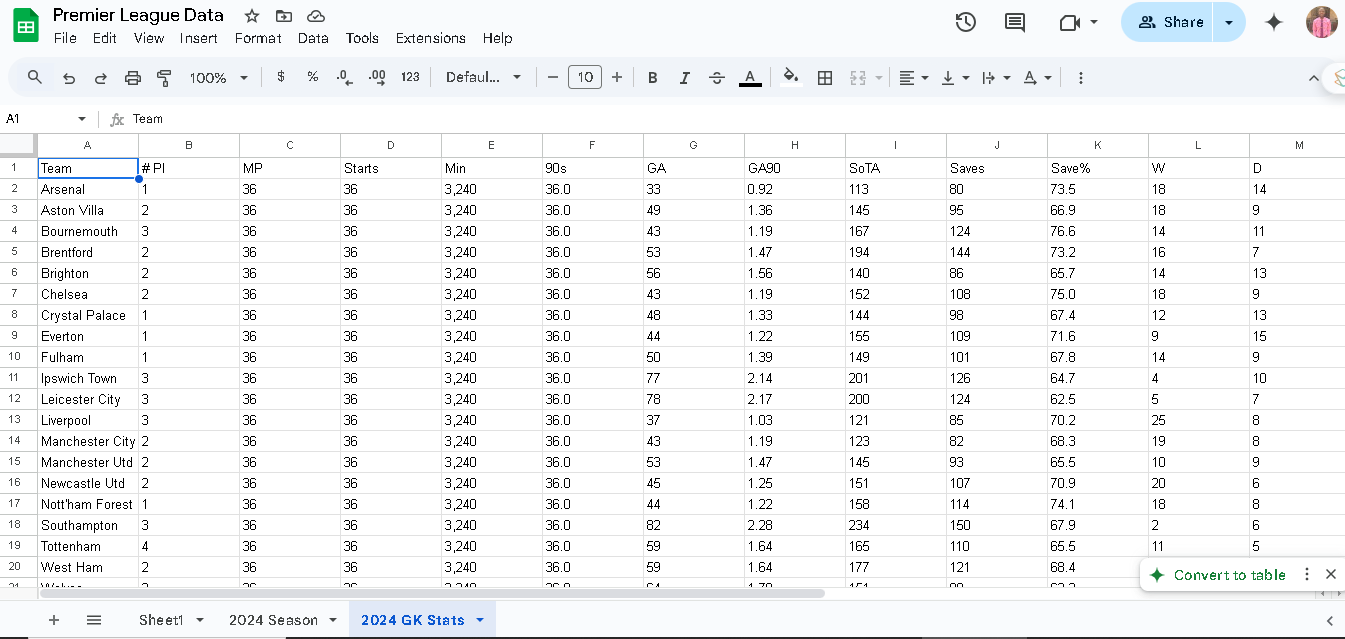 Premier League Data
Share
File Edit View Insert Format Data Tools Extensions Help
100% $ % .0 .00 123 Defaul... − 10 + B I S A A
A1 fx Team
A B C D E F G H I J K L M
1 Team # Pl MP Starts Min 90s GA GA90 SoTA Saves Save% W D
2 Arsenal 1 36 36 3,240 36.0 33 0.92 113 80 73.5 18 14
3 Aston Villa 2 36 36 3,240 36.0 49 1.36 145 95 66.9 18 9
4 Bournemouth 3 36 36 3,240 36.0 43 1.19 167 124 76.6 14 11
5 Brentford 2 36 36 3,240 36.0 53 1.47 194 144 73.2 16 7
6 Brighton 2 36 36 3,240 36.0 56 1.56 140 86 65.7 14 13
7 Chelsea 2 36 36 3,240 36.0 43 1.19 152 108 75.0 18 9
8 Crystal Palace 1 36 36 3,240 36.0 48 1.33 144 98 67.4 12 13
9 Everton 1 36 36 3,240 36.0 44 1.22 155 109 71.6 9 15
10 Fulham 1 36 36 3,240 36.0 50 1.39 149 101 67.8 14 9
11 Ipswich Town 3 36 36 3,240 36.0 77 2.14 201 126 64.7 4 10
12 Leicester City 3 36 36 3,240 36.0 78 2.17 200 124 62.5 5 7
13 Liverpool 3 36 36 3,240 36.0 37 1.03 121 85 70.2 25 8
14 Manchester City 2 36 36 3,240 36.0 43 1.19 123 82 68.3 19 8
15 Manchester Utd 2 36 36 3,240 36.0 53 1.47 145 93 65.5 10 9
16 Newcastle Utd 2 36 36 3,240 36.0 45 1.25 151 107 70.9 20 6
17 Nott'ham Forest 1 36 36 3,240 36.0 44 1.22 158 114 74.1 18 8
18 Southampton 3 36 36 3,240 36.0 82 2.28 234 150 67.9 2 6
19 Tottenham 4 36 36 3,240 36.0 59 1.64 165 110 65.5 11 5
20 West Ham 2 36 36 3,240 36.0 59 1.64 177 121 68.4
Convert to table
Sheet1 2024 Season 2024 GK Stats